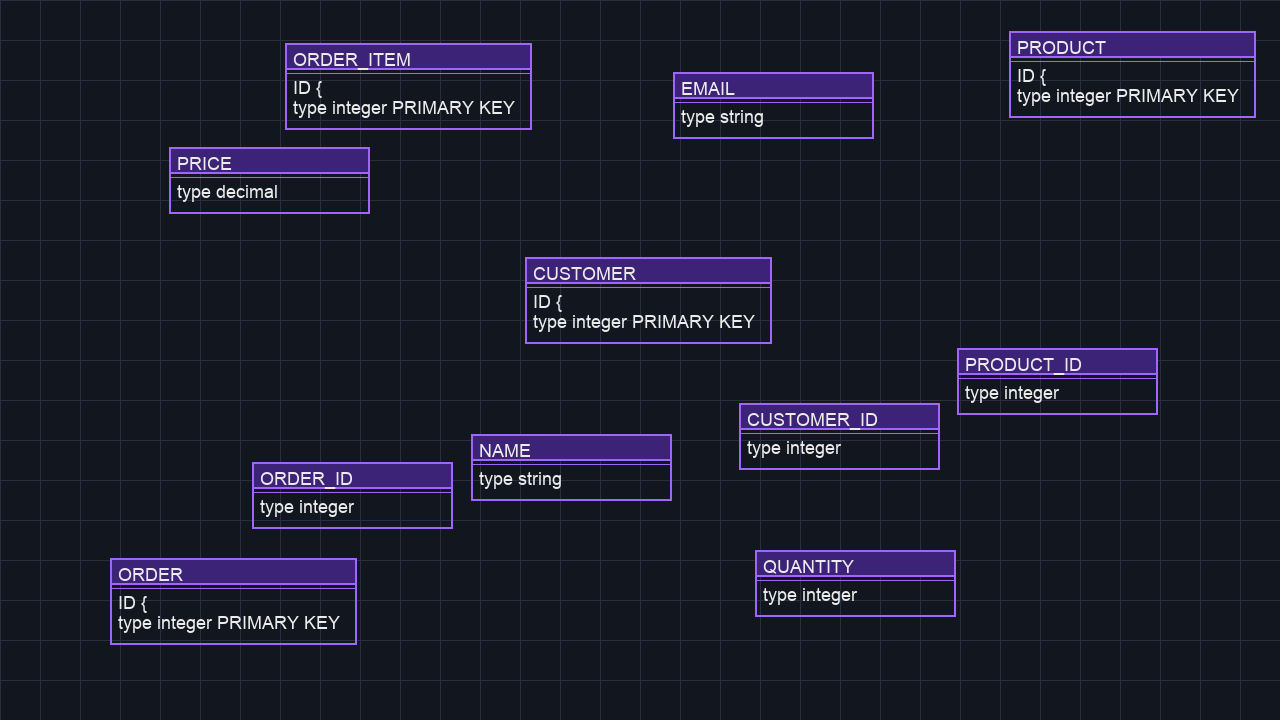 ORDER_ITEM
ID {
type integer PRIMARY KEY
EMAIL
type string
PRODUCT
ID {
type integer PRIMARY KEY
PRICE
type decimal
CUSTOMER
ID {
type integer PRIMARY KEY
PRODUCT_ID
type integer
CUSTOMER_ID
type integer
NAME
type string
ORDER_ID
type integer
ORDER
ID {
type integer PRIMARY KEY
QUANTITY
type integer